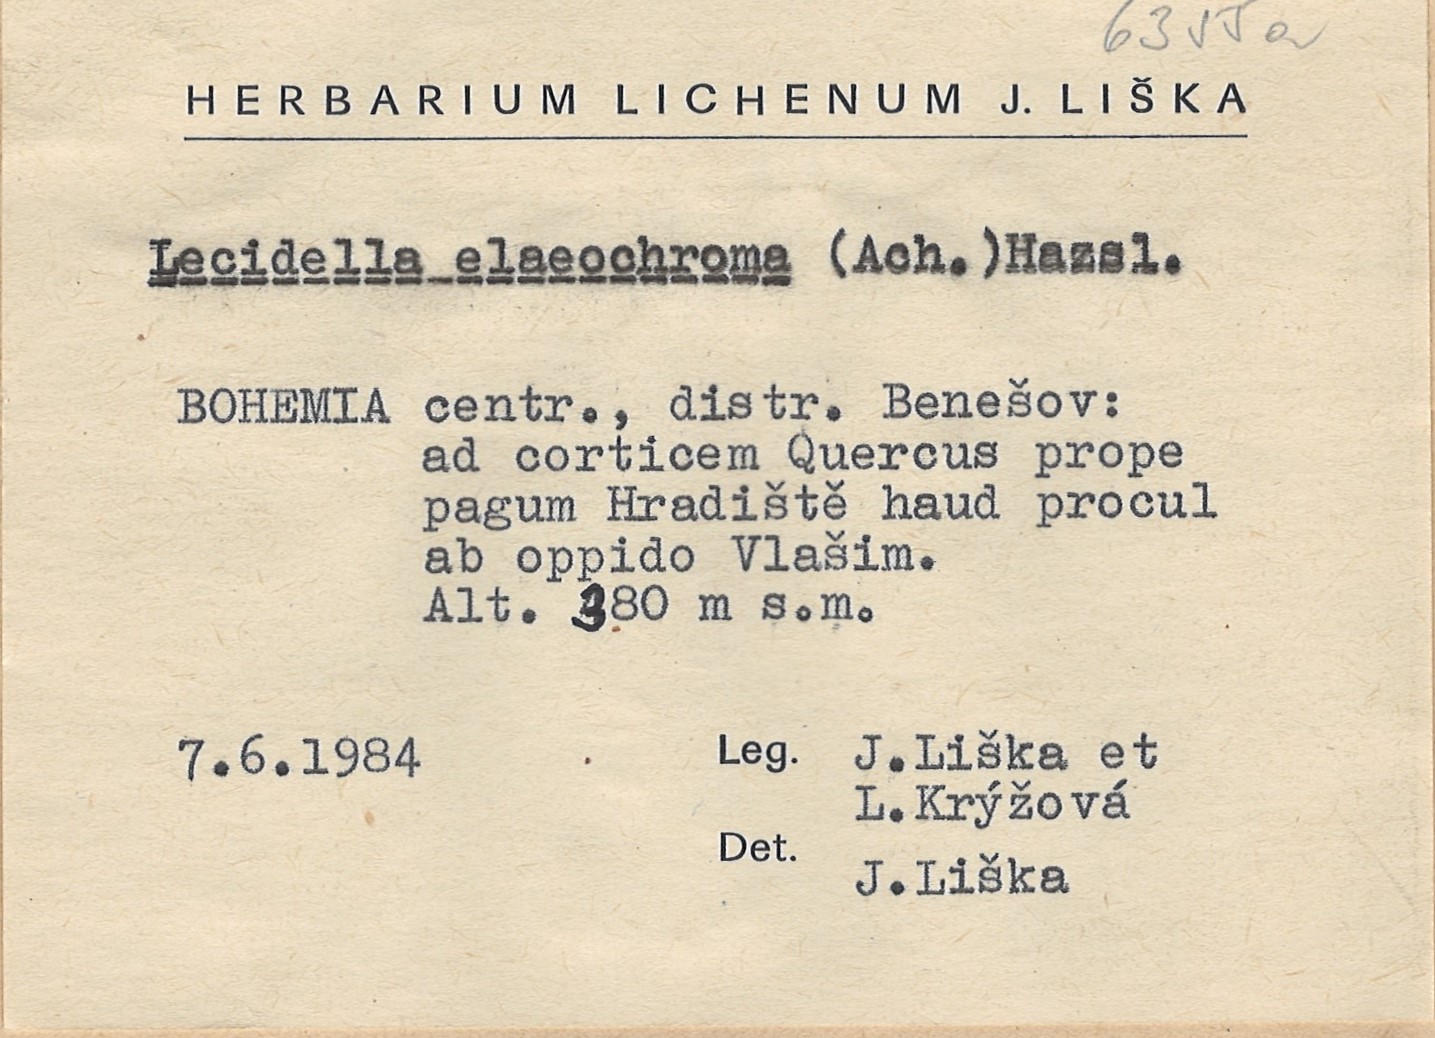 HERBARIUM LICHENUM J. LIŠKA
Lecidella elaeochroma (Ach.)Hazsl.
BOHEMIA centr., distr. Benešov:
ad corticem Quercus prope
pagum Hradiště haud procul
ab oppido Vlašim.
Alt. 380 m s.m.
7.6.1984
Leg. J.Liška et
L.Krýžová
Det.
J.Liška